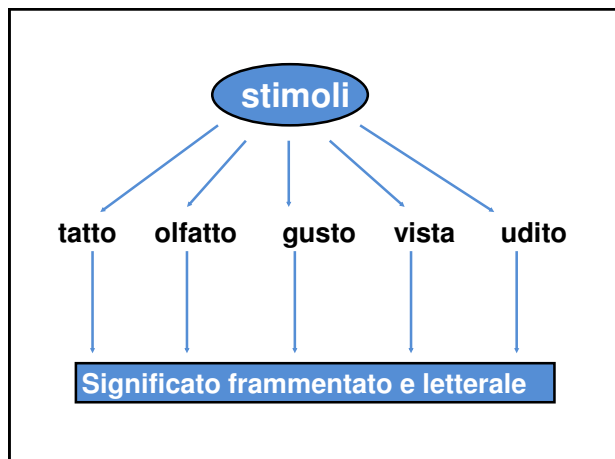 stimoli
tatto olfatto gusto vista udito
Significato frammentato e letterale